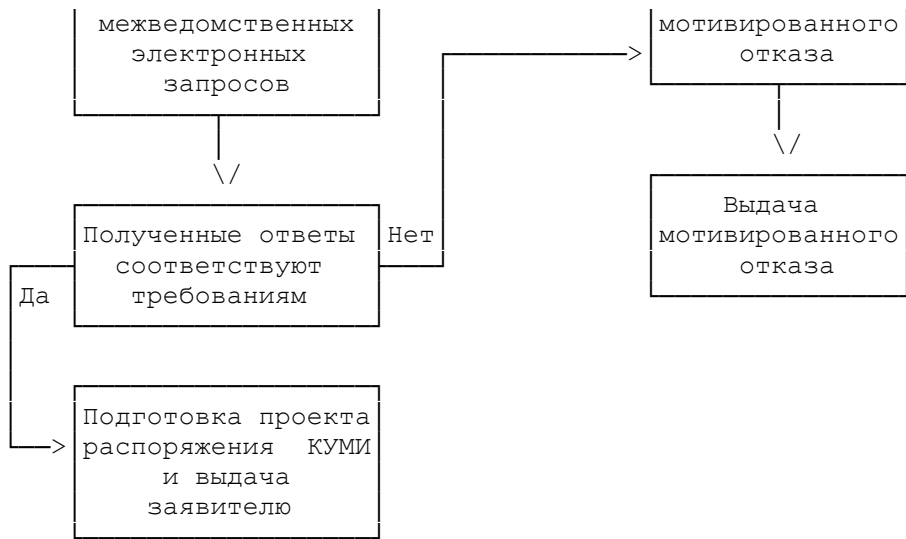 межведомственных
электронных
запросов
мотивированного
отказа
Полученные ответы
соответствуют
требованиям
Нет
Да
Выдача
мотивированного
отказа
Подготовка проекта
распоряжения КУМИ
и выдача
заявителю